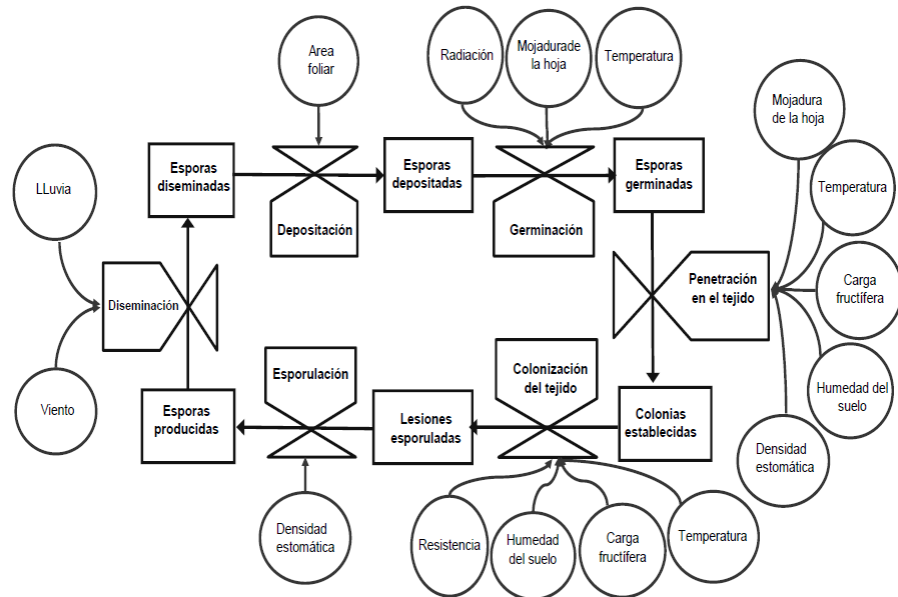 Area
foliar
Radiación
Mojadurade
la hoja
Temperatura
Mojadura
de la hoja
LLuvia
Esporas
diseminadas
Esporas
depositadas
Esporas
germinadas
Temperatura
Depositación
Germinación
Diseminación
Penetración
en el tejido
Carga
fructífera
Viento
Esporulación
Colonización
del tejido
Humedad del
suelo
Esporas
producidas
Lesiones
esporuladas
Colonias
establecidas
Densidad
estomática
Densidad
estomática
Resistencia
Humedad
del suelo
Carga
fructífera
Temperatura